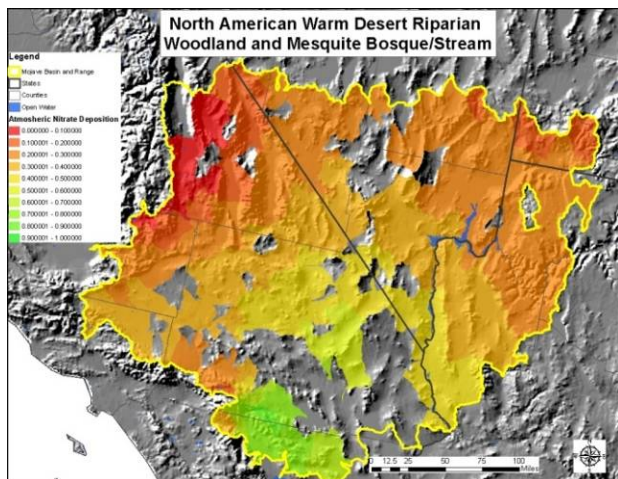 North American Warm Desert Riparian
Woodland and Mesquite Bosque/Stream
Legend
Mojave Basin and Range
States
Counties
Open Water
Atmosheric Nitrate Deposition
0.000000 - 0.100000
0.100001 - 0.200000
0.200001 - 0.300000
0.300001 - 0.400000
0.400001 - 0.500000
0.500001 - 0.600000
0.600001 - 0.700000
0.700001 - 0.800000
0.800001 - 0.900000
0.900001 - 1.000000
0 12.5 25 50 75 100
Miles